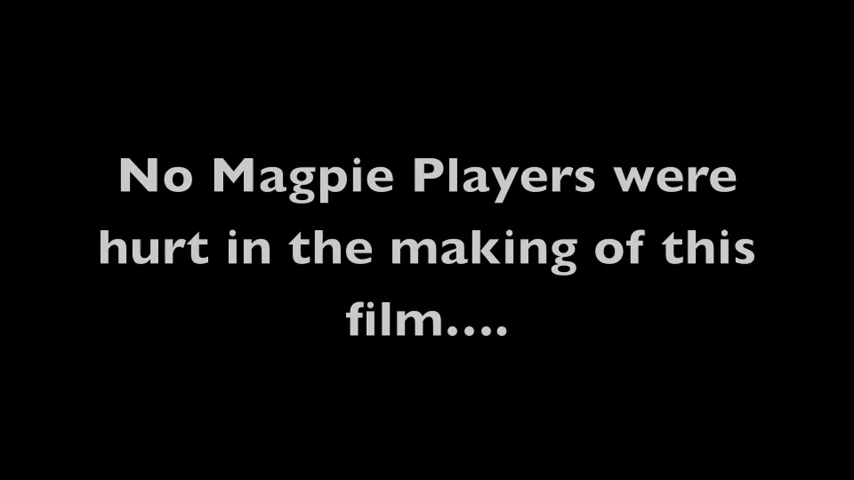 No Magpie Players were
hurt in the making of this
film....